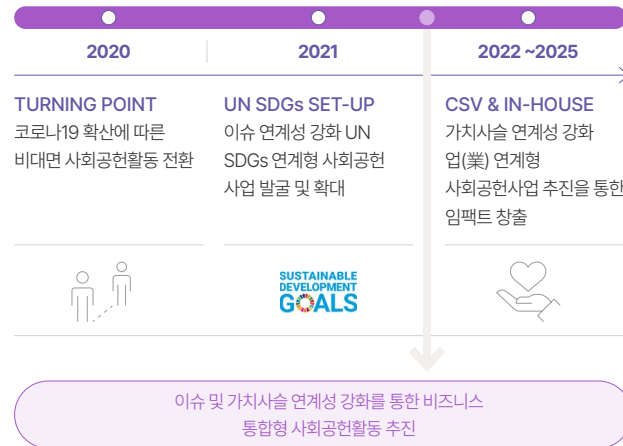 2020
2021
2022 ~2025
TURNING POINT
코로나19 확산에 따른
비대면 사회공헌활동 전환
UN SDGs SET-UP
이슈 연계성 강화 UN
SDGs 연계형 사회공헌
사업 발굴 및 확대
CSV & IN-HOUSE
가치사슬 연계성 강화
업(業) 연계형
사회공헌사업 추진을 통한
임팩트 창출
SUSTAINABLE
DEVELOPMENT
GOALS
이슈 및 가치사슬 연계성 강화를 통한 비즈니스
통합형 사회공헌활동 추진